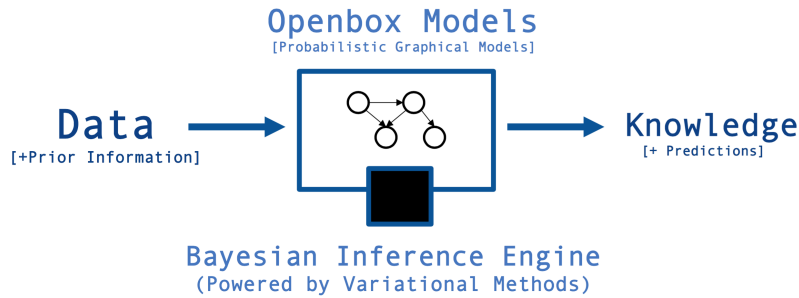 Openbox Models
[Probabilistic Graphical Models]
Data
[+Prior Information]
Knowledge
[+ Predictions]
Bayesian Inference Engine
(Powered by Variational Methods)